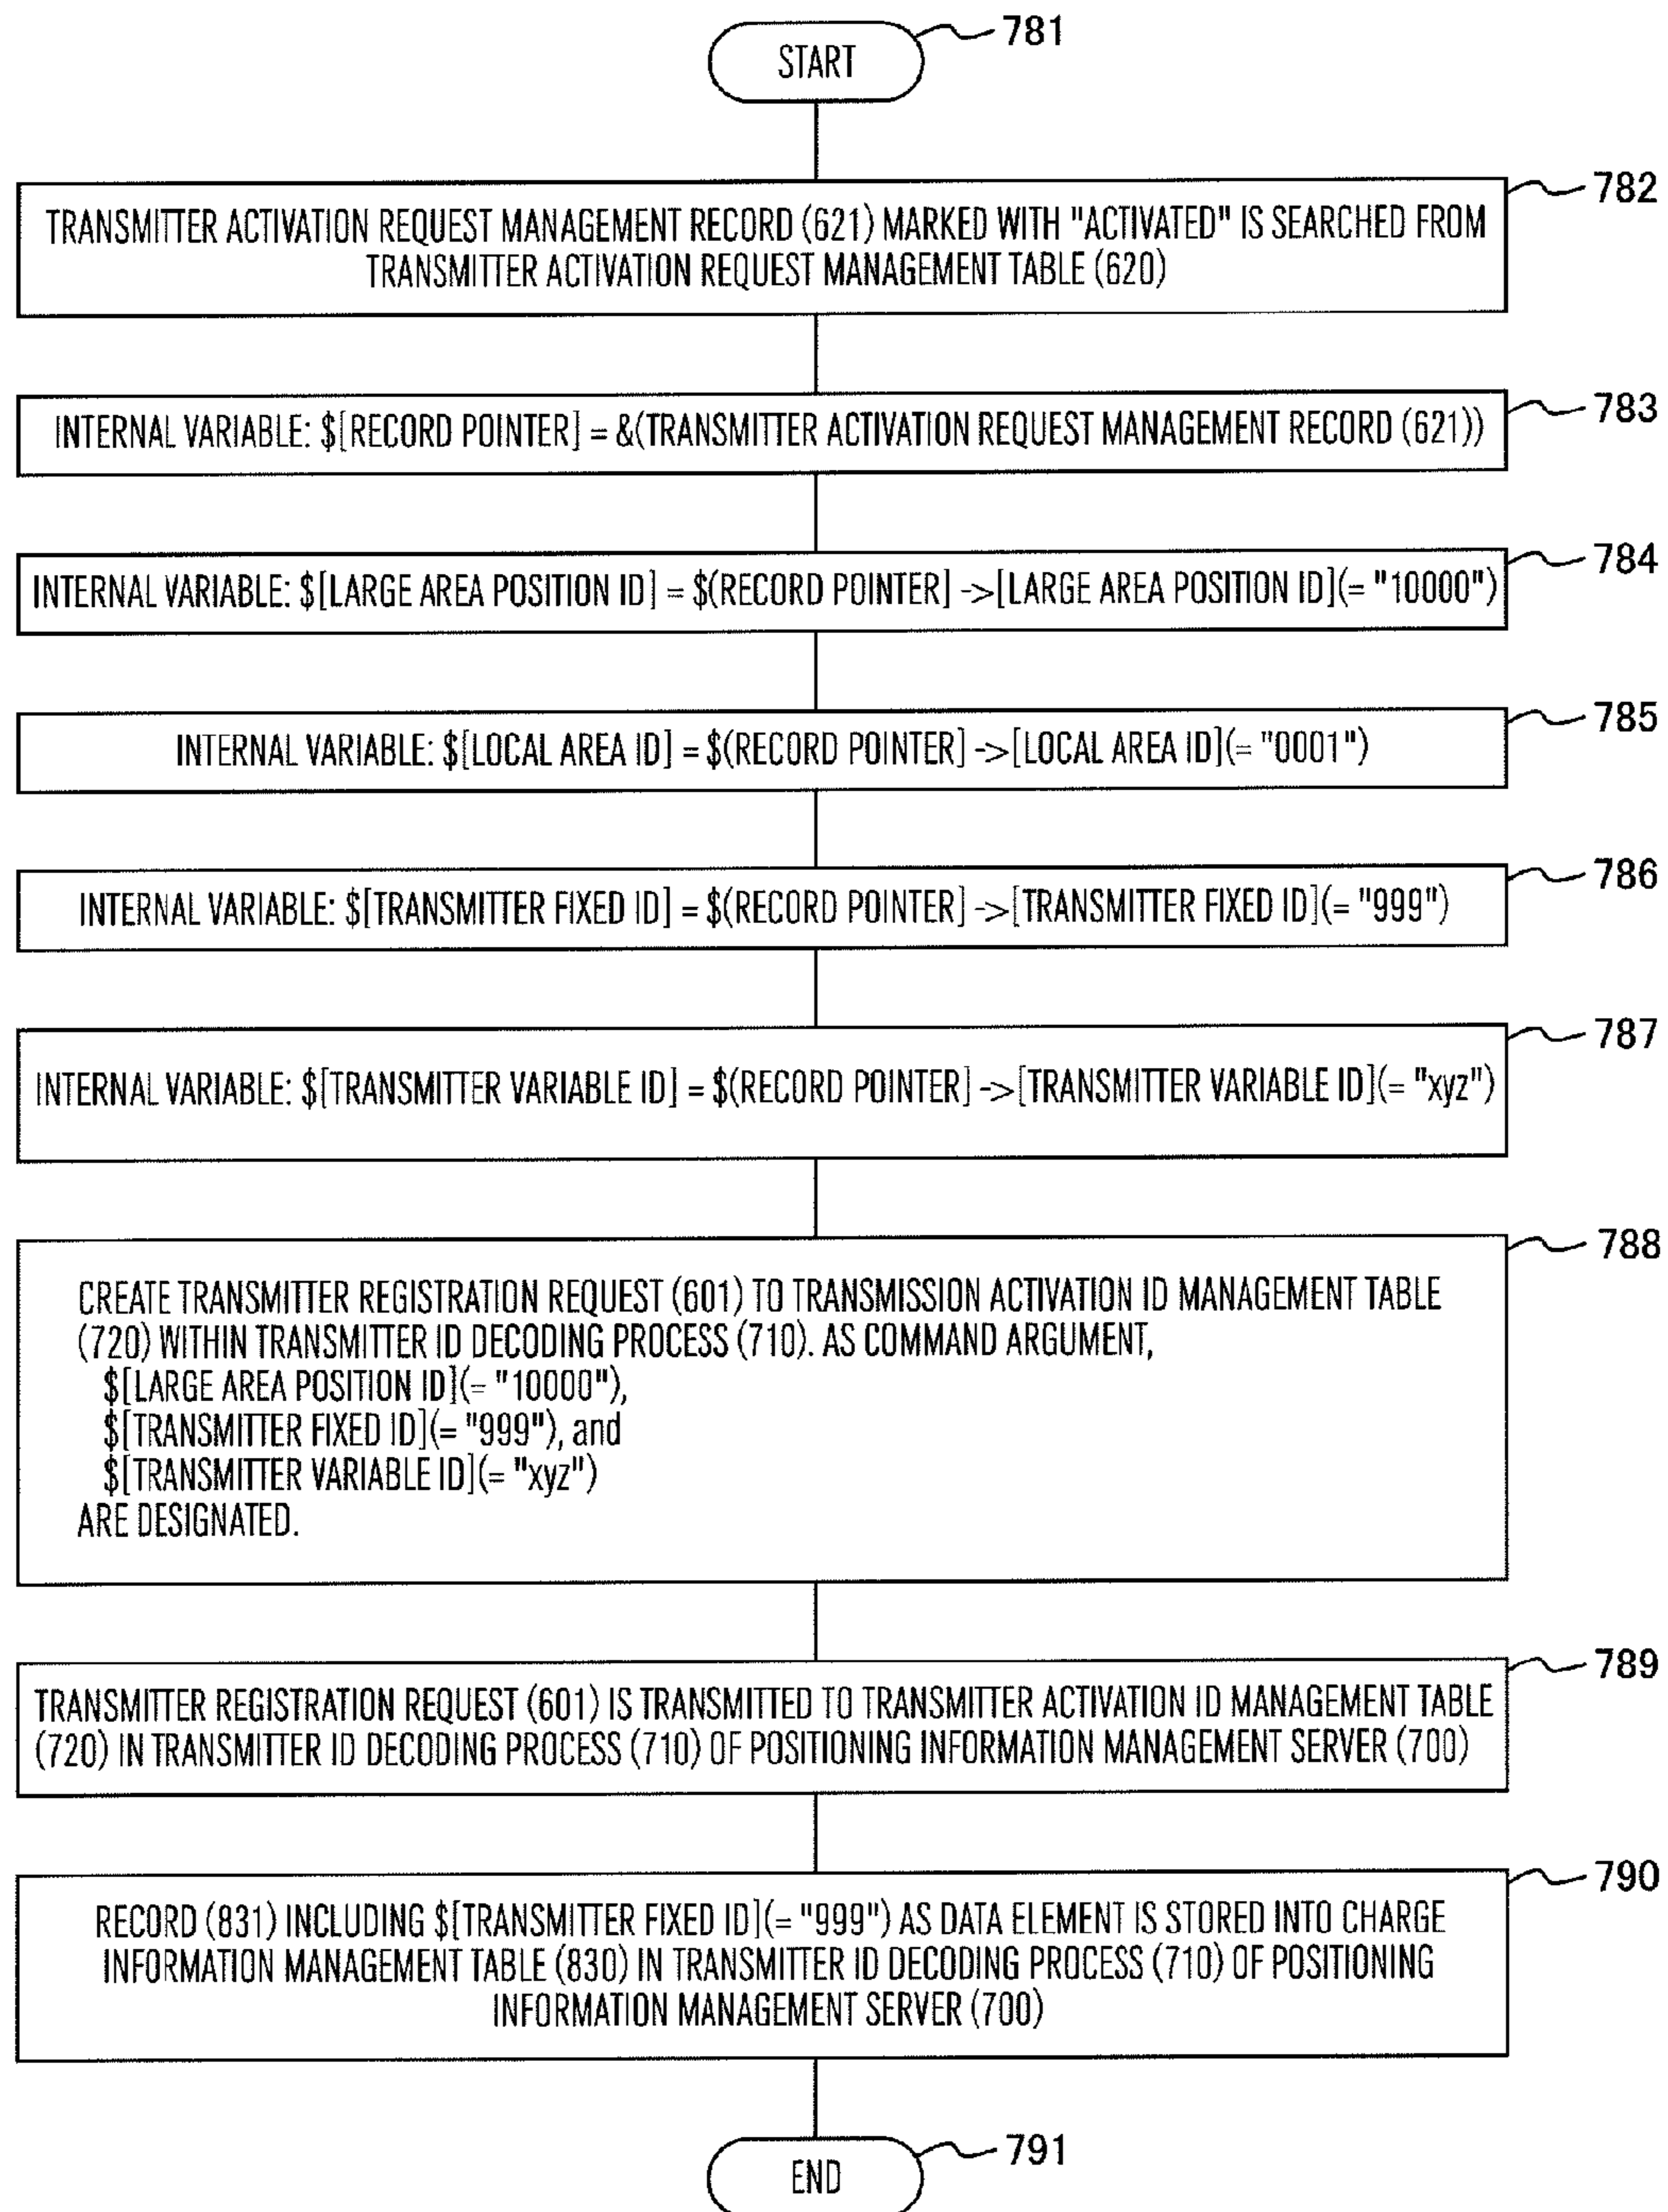 781
START
782
TRANSMITTER ACTIVATION REQUEST MANAGEMENT RECORD (621) MARKED WITH "ACTIVATED" IS SEARCHED FROM
TRANSMITTER ACTIVATION REQUEST MANAGEMENT TABLE (620)
783
INTERNAL VARIABLE: $[RECORD POINTER] = &(TRANSMITTER ACTIVATION REQUEST MANAGEMENT RECORD (621))
784
INTERNAL VARIABLE: $[LARGE AREA POSITION ID] = $(RECORD POINTER] ->[LARGE AREA POSITION ID](= "10000")
785
INTERNAL VARIABLE: $[LOCAL AREA ID] = $(RECORD POINTER] ->[LOCAL AREA ID](= "0001")
786
INTERNAL VARIABLE: $[TRANSMITTER FIXED ID] = $(RECORD POINTER] ->[TRANSMITTER FIXED ID](= "999")
787
INTERNAL VARIABLE: $[TRANSMITTER VARIABLE ID] = $(RECORD POINTER] ->[TRANSMITTER VARIABLE ID](= "xyz")
788
CREATE TRANSMITTER REGISTRATION REQUEST (601) TO TRANSMISSION ACTIVATION ID MANAGEMENT TABLE
(720) WITHIN TRANSMITTER ID DECODING PROCESS (710). AS COMMAND ARGUMENT,
$[LARGE AREA POSITION ID](= "10000"),
$[TRANSMITTER FIXED ID](= "999"), and
$[TRANSMITTER VARIABLE ID](= "xyz")
ARE DESIGNATED.
789
TRANSMITTER REGISTRATION REQUEST (601) IS TRANSMITTED TO TRANSMITTER ACTIVATION ID MANAGEMENT TABLE
(720) IN TRANSMITTER ID DECODING PROCESS (710) OF POSITIONING INFORMATION MANAGEMENT SERVER (700)
790
RECORD (831) INCLUDING $[TRANSMITTER FIXED ID](= "999") AS DATA ELEMENT IS STORED INTO CHARGE
INFORMATION MANAGEMENT TABLE (830) IN TRANSMITTER ID DECODING PROCESS (710) OF POSITIONING
INFORMATION MANAGEMENT SERVER (700)
791
END